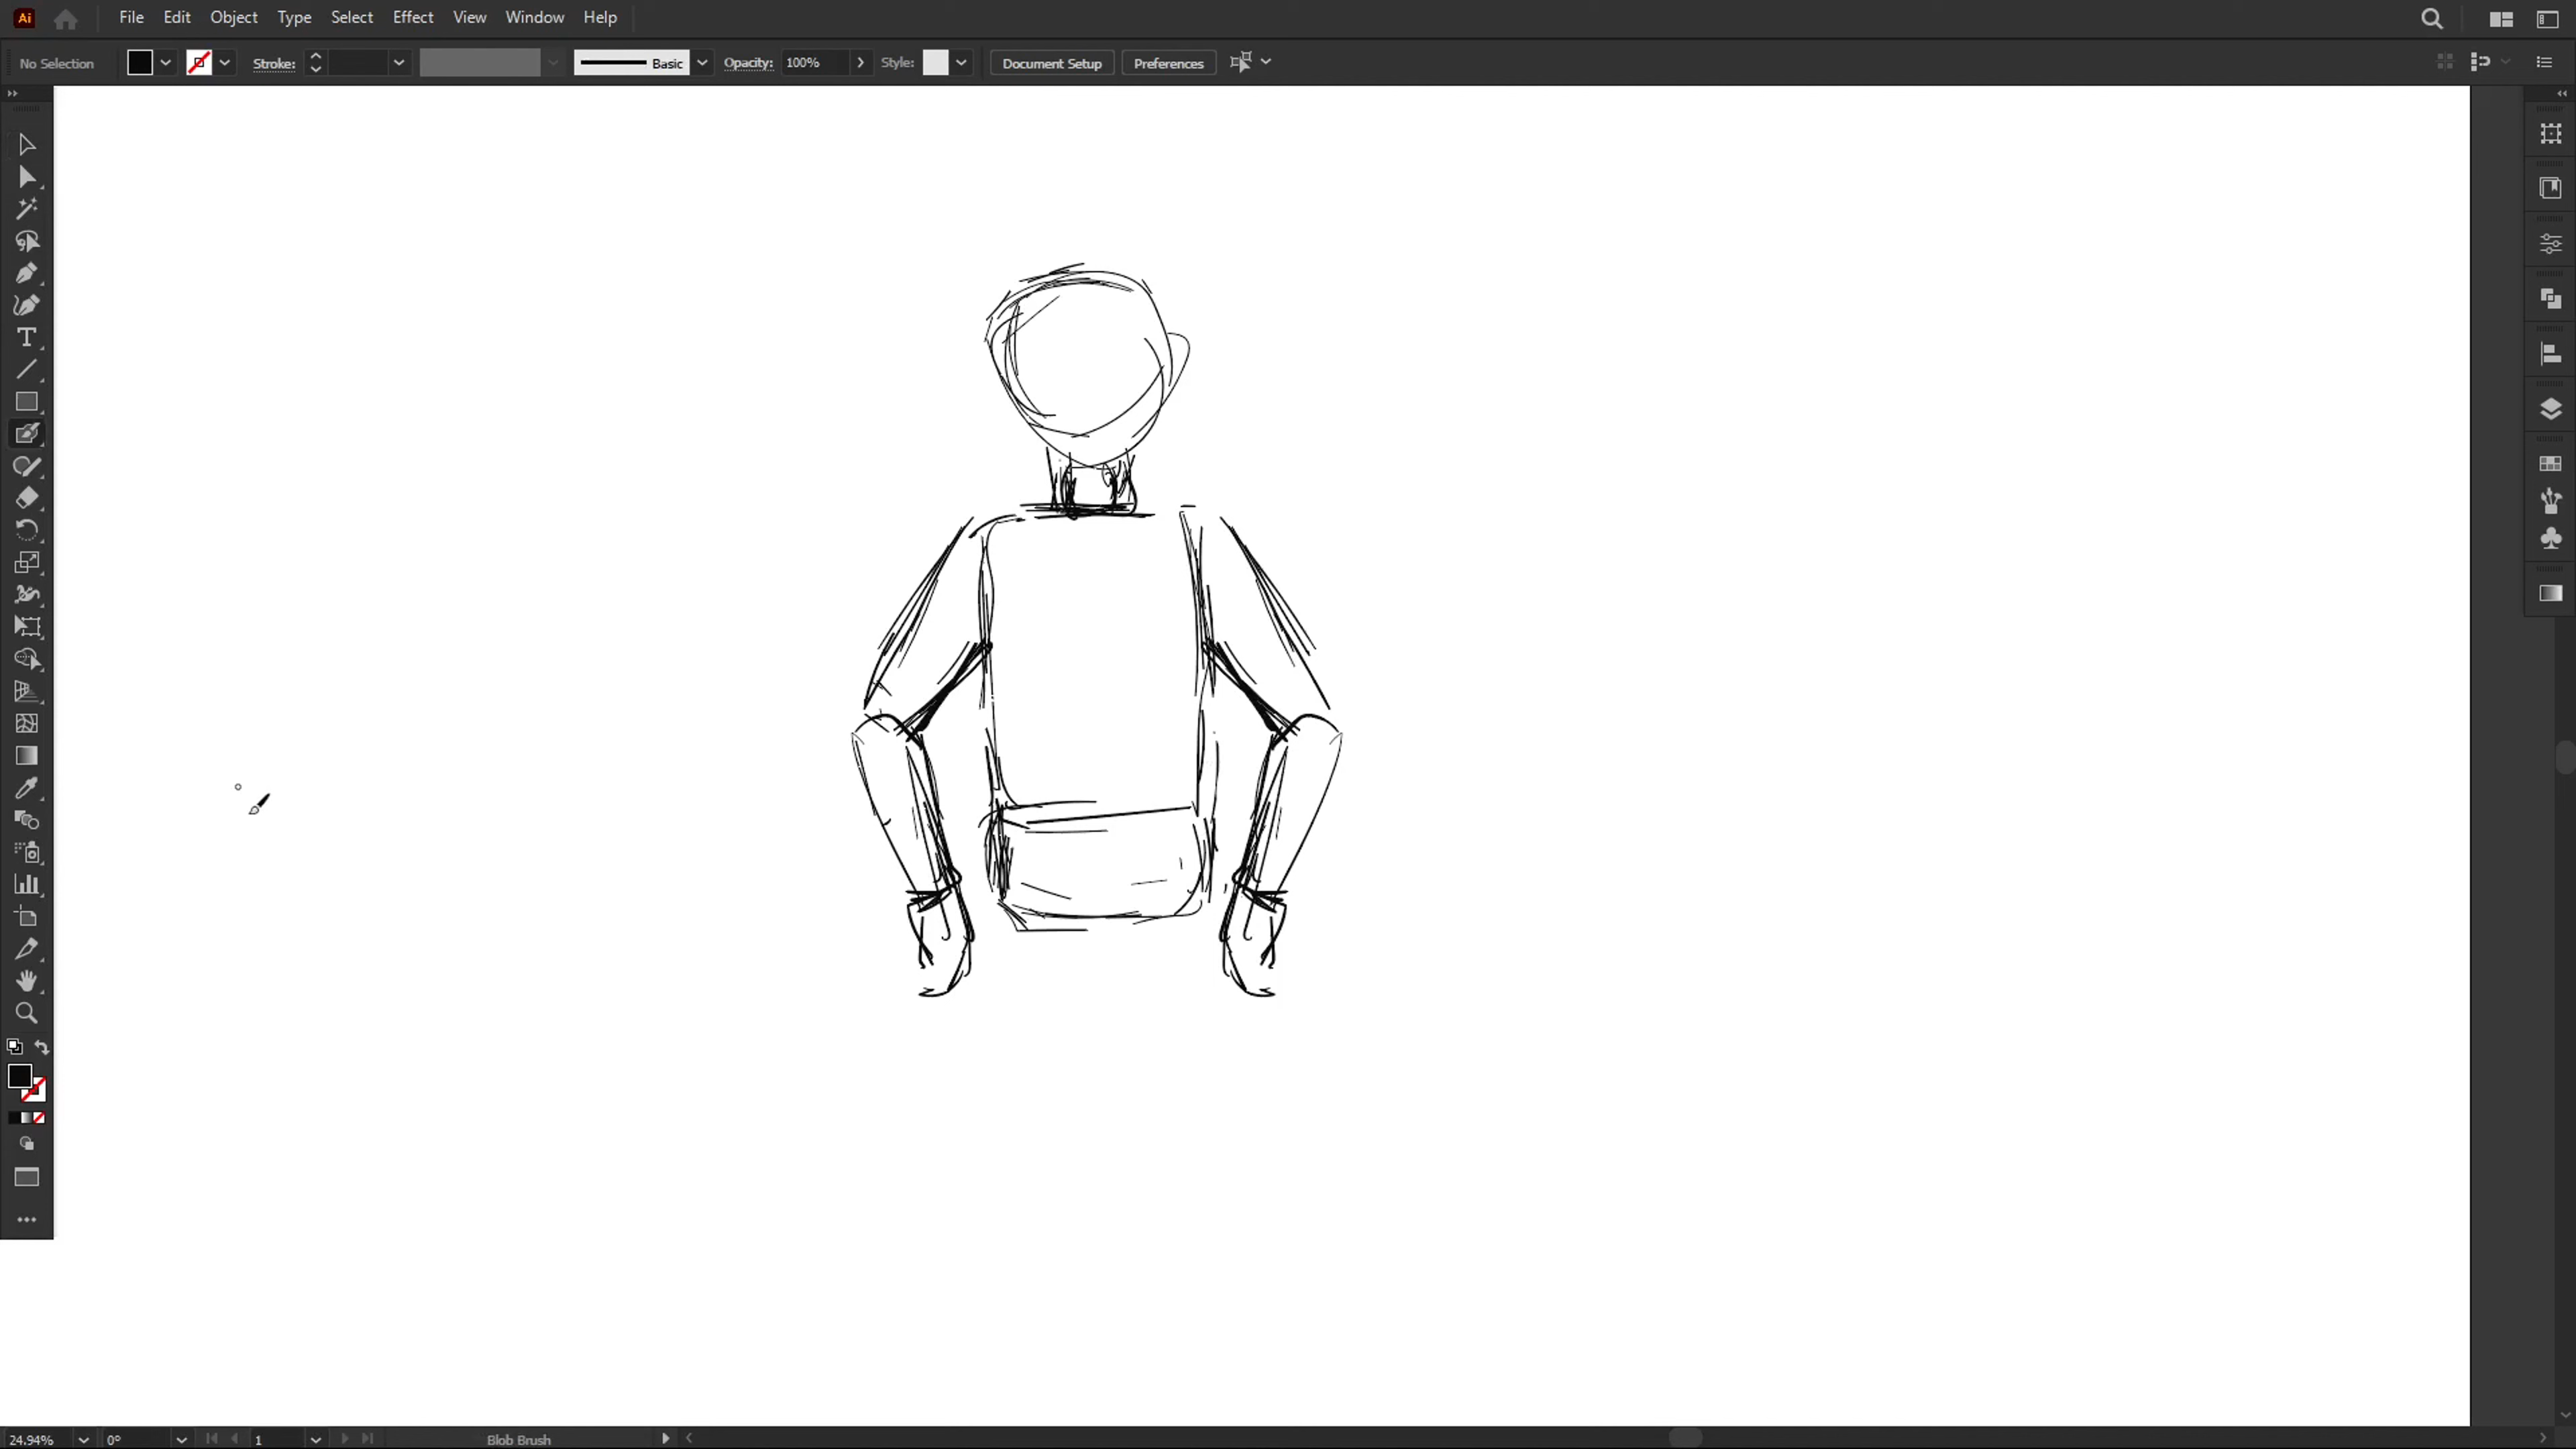 Ai File Edit Object Type Select Effect View Window Help
No Selection Stroke: Basic Opacity: 100% Style: Document Setup Preferences
24.94% 0° 1 Blob Brush